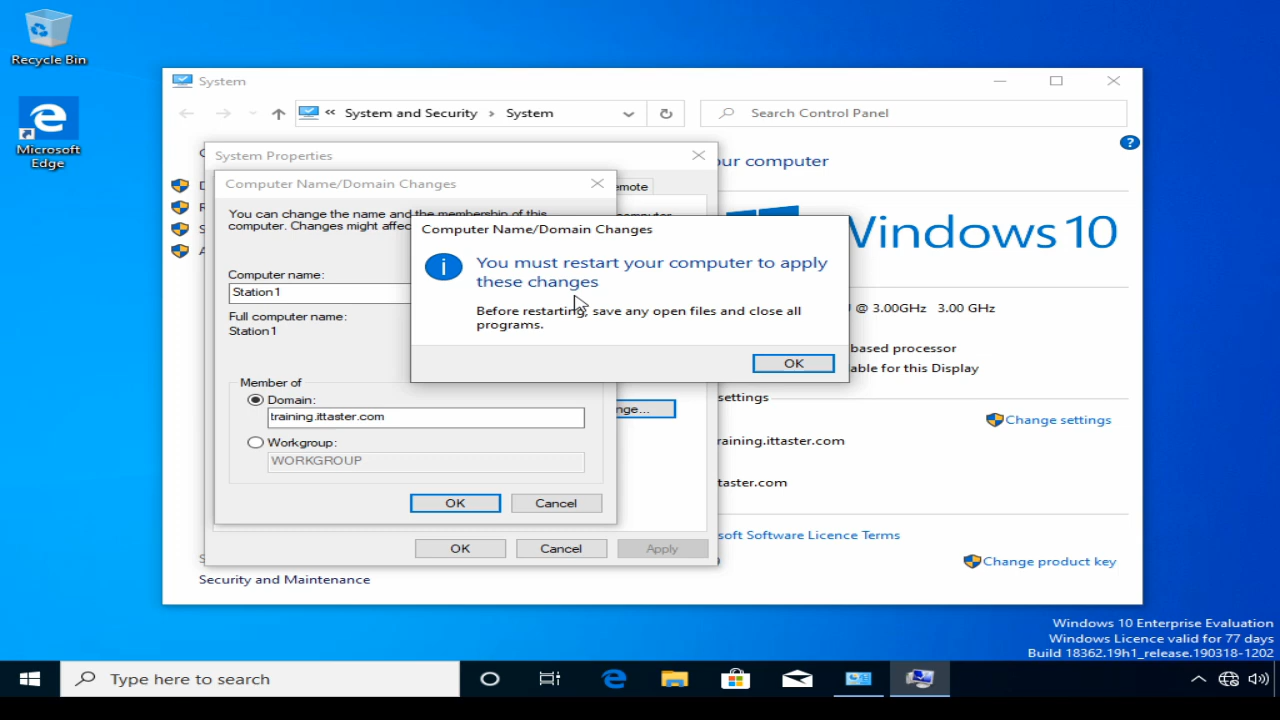 Recycle Bin
Microsoft
Edge
System
« System and Security › System
Search Control Panel
?
our computer
System Properties
Computer Name/Domain Changes
You can change the name and the membership of this
computer. Changes might
Computer name:
Station1
Full computer name:
Station1
Member of
Domain:
training.ittaster.com
Workgroup:
WORKGROUP
OK
Cancel
OK
Cancel
Apply
Computer Name/Domain Changes
i
You must restart your computer to apply
these changes
Before restarting, save any open files and close all
programs.
OK
Windows 10
@ 3.00GHz 3.00 GHz
based processor
able for this Display
settings
Change settings
training.ittaster.com
taster.com
soft Software Licence Terms
Change product key
Security and Maintenance
Windows 10 Enterprise Evaluation
Windows Licence valid for 77 days
Build 18362.19h1_release.190318-1202
Type here to search